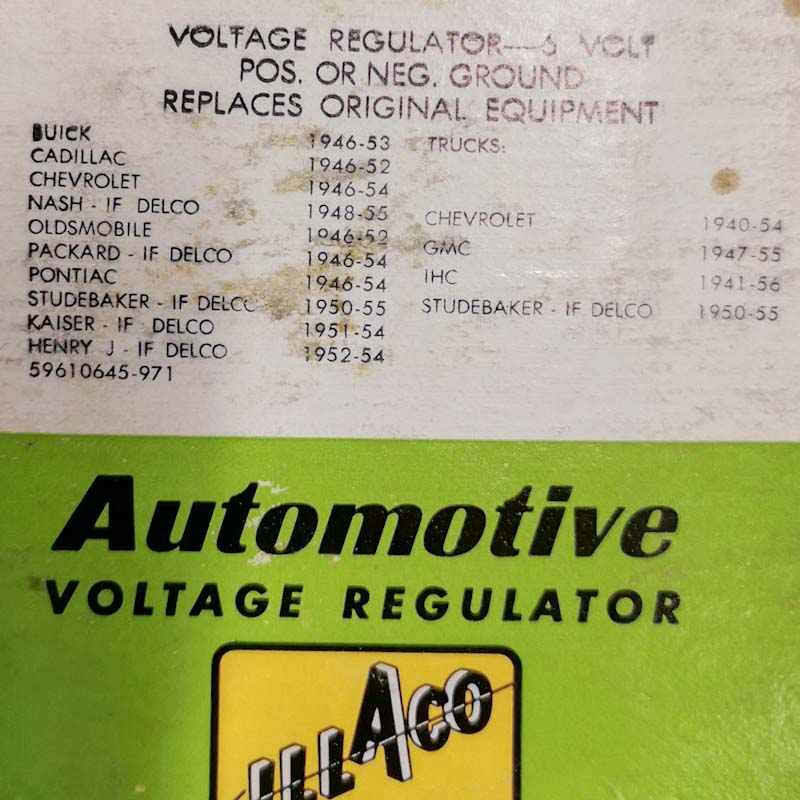 VOLTAGE REGULATOR—6 VOLT
POS. OR NEG. GROUND
REPLACES ORIGINAL EQUIPMENT
BUICK 1946-53
CADILLAC 1946-52
CHEVROLET 1946-54
NASH - IF DELCO 1948-55
OLDSMOBILE 1946-52
PACKARD - IF DELCO 1946-54
PONTIAC 1946-54
STUDEBAKER - IF DELCO 1950-55
KAISER - IF DELCO 1951-54
HENRY J - IF DELCO 1952-54
59610645-971
TRUCKS:
CHEVROLET 1940-54
GMC 1947-55
IHC 1941-56
STUDEBAKER - IF DELCO 1950-55
Automotive
VOLTAGE REGULATOR
ILLACO